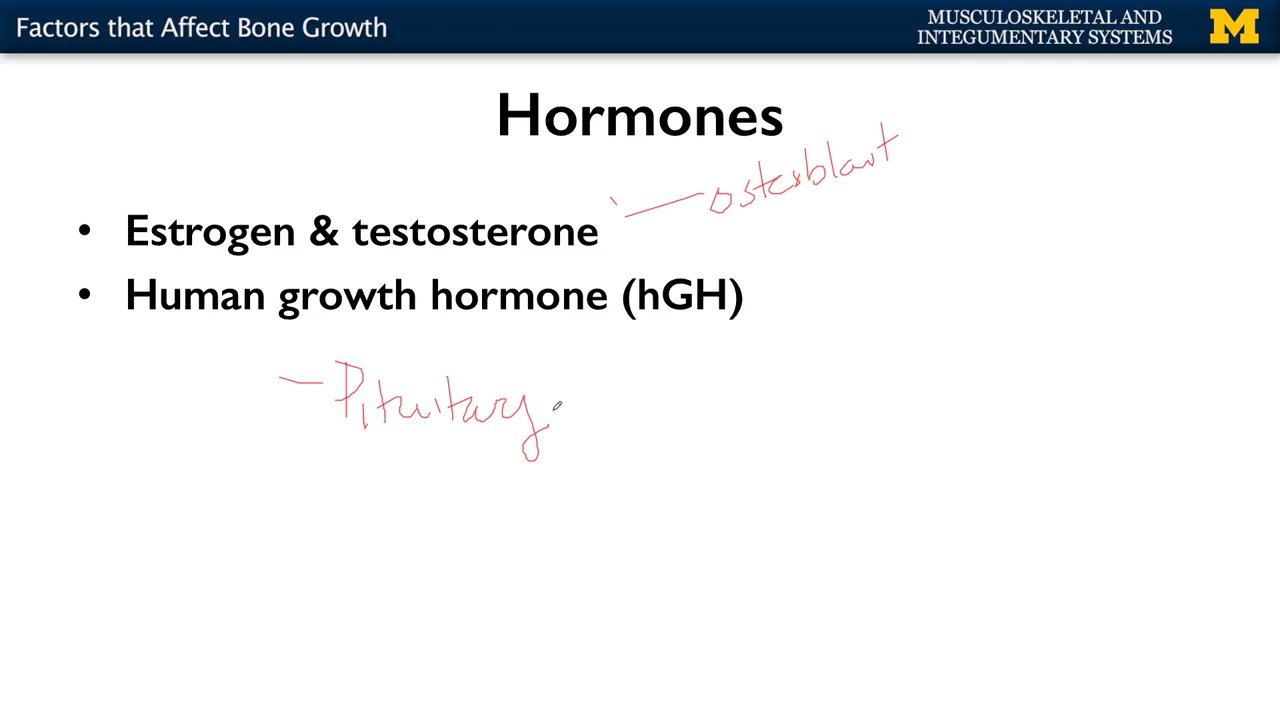 Factors that Affect Bone Growth
MUSCULOSKELETAL AND
INTEGUMENTARY SYSTEMS
M
Hormones
osteoblast
• Estrogen & testosterone
• Human growth hormone (hGH)
– Pituitary